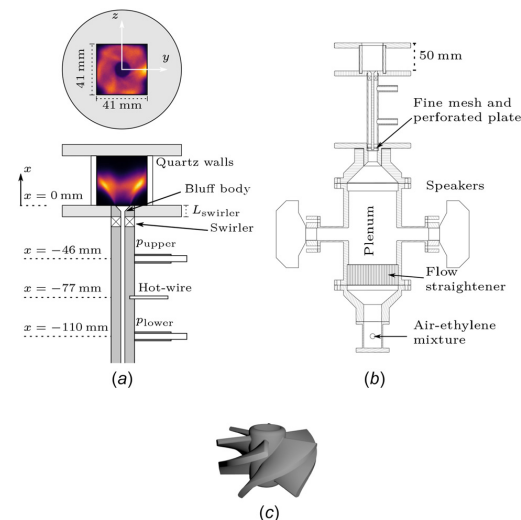 z
y
41 mm
41 mm
x
Quartz walls
Bluff body
x = 0 mm
L_swirler
Swirler
x = −46 mm
p_upper
x = −77 mm
Hot-wire
x = −110 mm
p_lower
(a)
50 mm
Fine mesh and
perforated plate
Speakers
Plenum
Flow
straightener
Air-ethylene
mixture
(b)
(c)